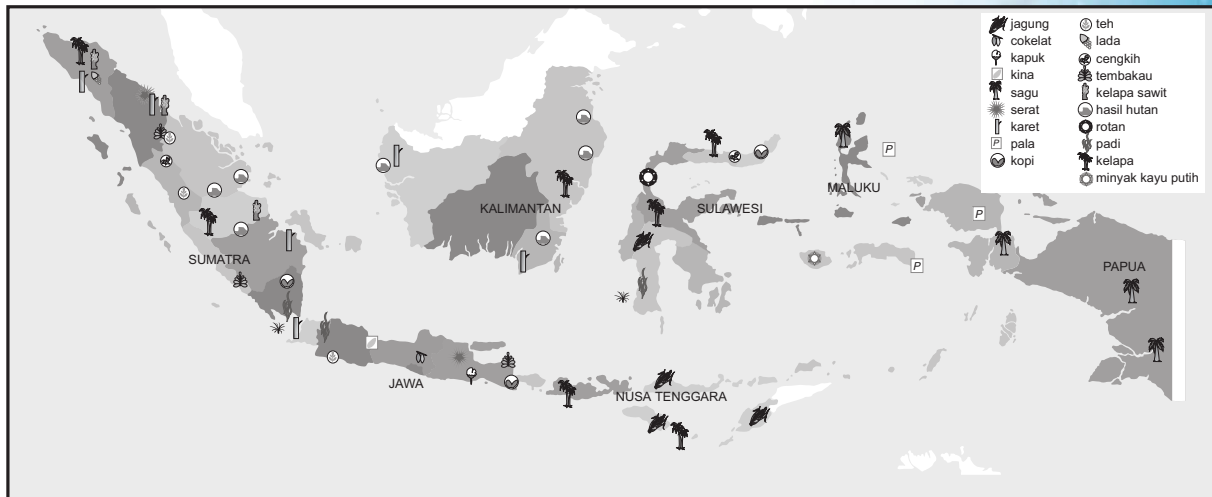 jagung
cokelat
kapuk
kina
sagu
serat
karet
P pala
kopi
teh
lada
cengkih
tembakau
kelapa sawit
hasil hutan
rotan
padi
kelapa
minyak kayu putih
P
MALUKU
KALIMANTAN
SULAWESI
P
SUMATRA
P
PAPUA
JAWA
NUSA TENGGARA